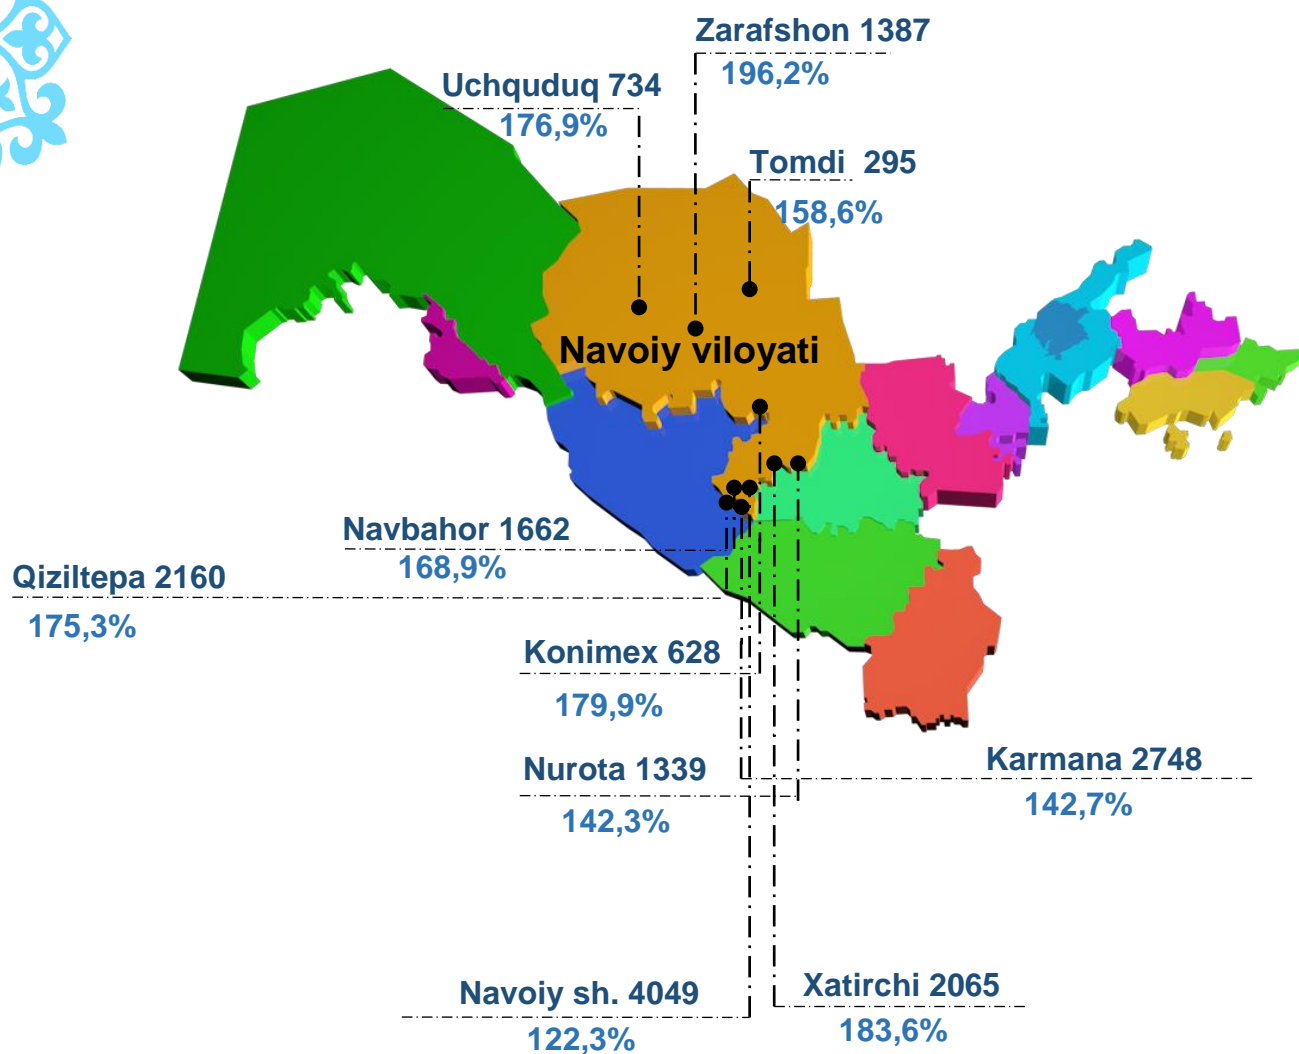 Zarafshon 1387
196,2%
Uchquduq 734
176,9%
Tomdi 295
158,6%
Navoiy viloyati
Navbahor 1662
168,9%
Qiziltepa 2160
175,3%
Konimex 628
179,9%
Nurota 1339
142,3%
Karmana 2748
142,7%
Navoiy sh. 4049
122,3%
Xatirchi 2065
183,6%